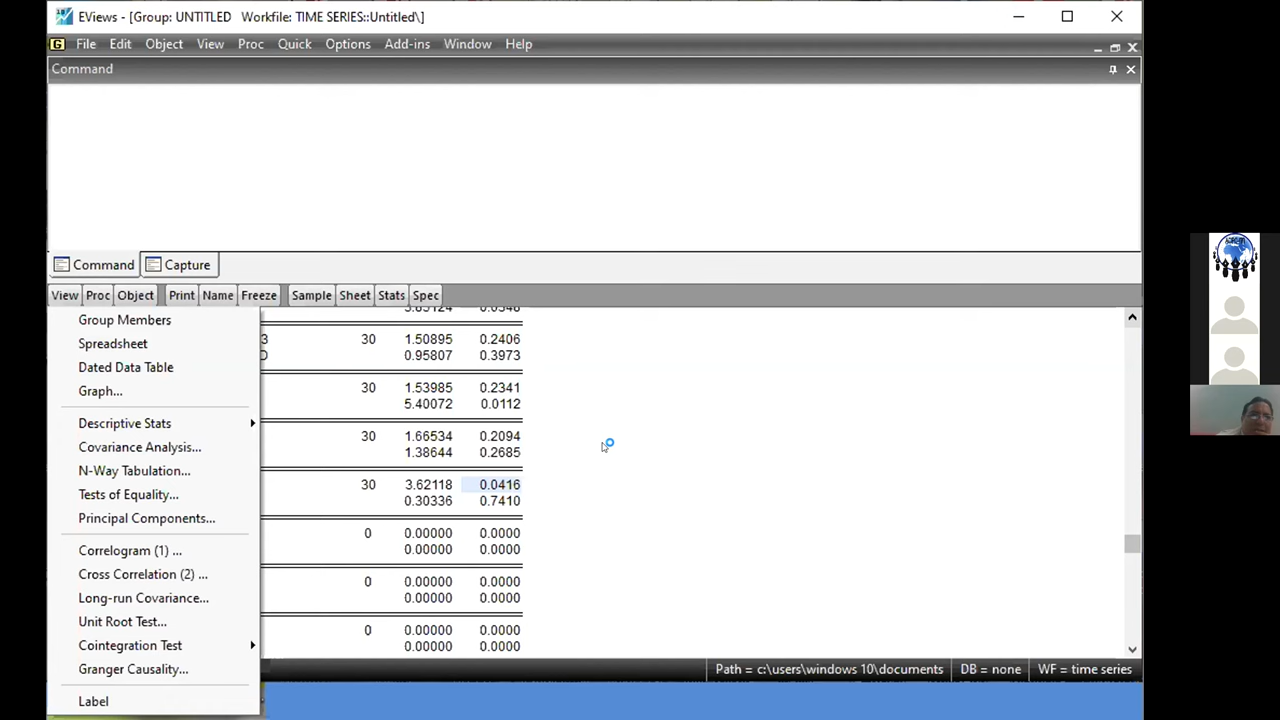 EViews - [Group: UNTITLED Workfile: TIME SERIES::Untitled\]
File Edit Object View Proc Quick Options Add-ins Window Help
Command
Command Capture
View Proc Object Print Name Freeze Sample Sheet Stats Spec
Group Members
Spreadsheet
Dated Data Table
Graph...
Descriptive Stats
Covariance Analysis...
N-Way Tabulation...
Tests of Equality...
Principal Components...
Correlogram (1) ...
Cross Correlation (2) ...
Long-run Covariance...
Unit Root Test...
Cointegration Test
Granger Causality...
Label
30 1.50895 0.2406
0.95807 0.3973
30 1.53985 0.2341
5.40072 0.0112
30 1.66534 0.2094
1.38644 0.2685
30 3.62118 0.0416
0.30336 0.7410
0 0.00000 0.0000
0.00000 0.0000
0 0.00000 0.0000
0.00000 0.0000
0 0.00000 0.0000
0.00000 0.0000
Path = c:\users\windows 10\documents DB = none WF = time series